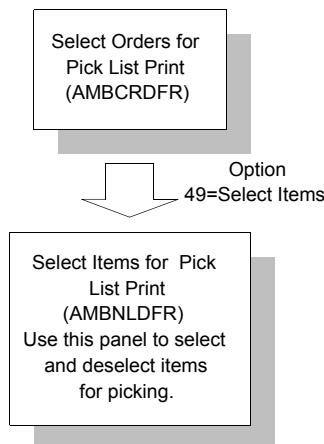 Select Orders for
Pick List Print
(AMBCRDFR)
Option
49=Select Items
Select Items for Pick
List Print
(AMBNLDFR)
Use this panel to select
and deselect items
for picking.